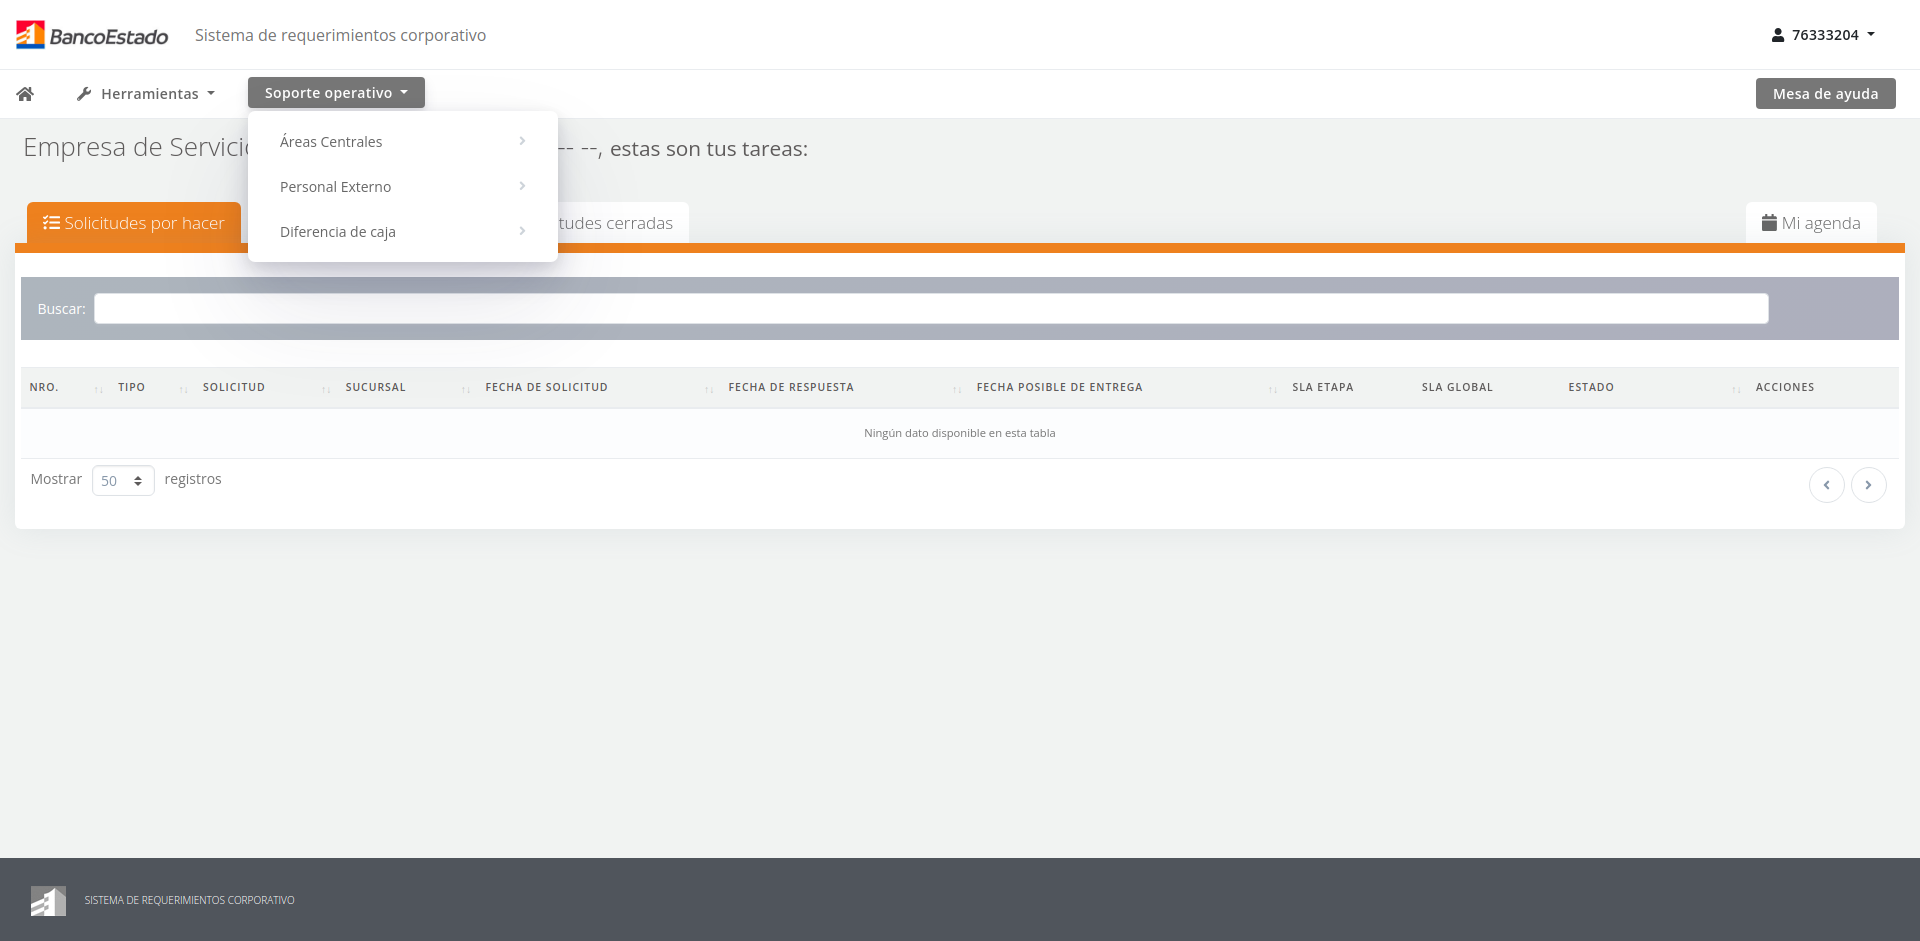 BancoEstado
Sistema de requerimientos corporativo
76333204
Herramientas
Soporte operativo
Mesa de ayuda
Áreas Centrales
Personal Externo
Diferencia de caja
Empresa de
-- --, estas son tus tareas:
Solicitudes por hacer
cerradas
Mi agenda
Buscar:
NRO. TIPO SOLICITUD SUCURSAL FECHA DE SOLICITUD FECHA DE RESPUESTA FECHA POSIBLE DE ENTREGA SLA ETAPA SLA GLOBAL ESTADO ACCIONES
Ningún dato disponible en esta tabla
Mostrar 50 registros
SISTEMA DE REQUERIMIENTOS CORPORATIVO